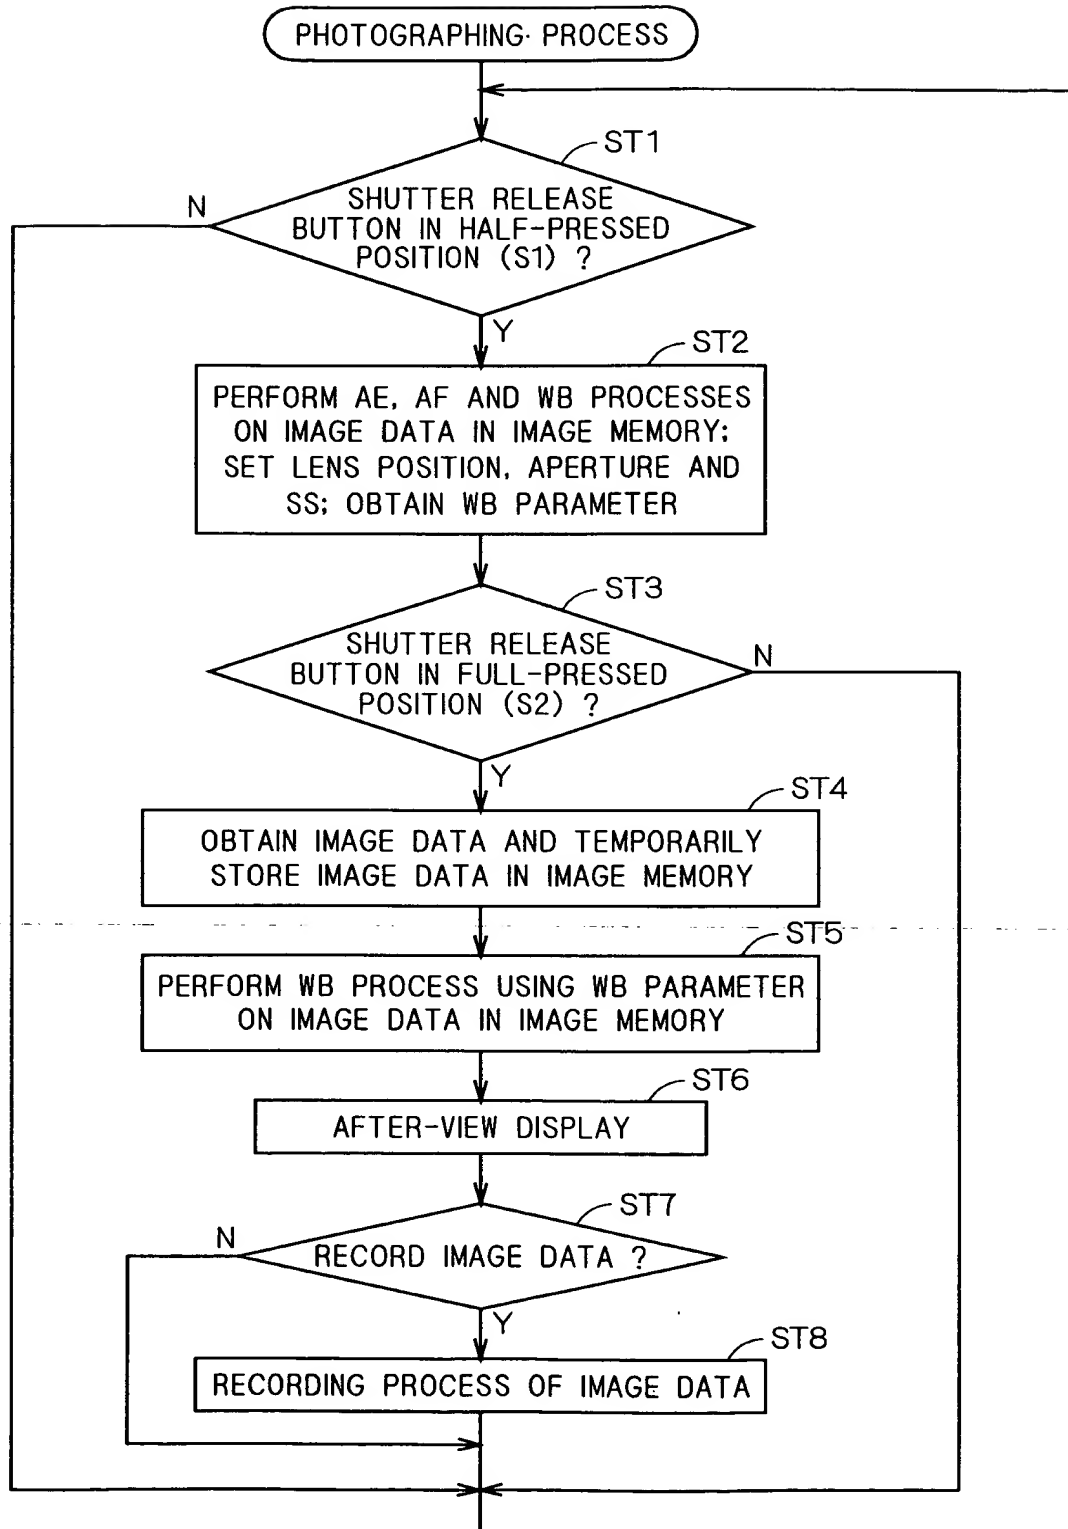 PHOTOGRAPHING· PROCESS
ST1
N
SHUTTER RELEASE
BUTTON IN HALF-PRESSED
POSITION (S1) ?
Y
ST2
PERFORM AE, AF AND WB PROCESSES
ON IMAGE DATA IN IMAGE MEMORY;
SET LENS POSITION, APERTURE AND
SS; OBTAIN WB PARAMETER
ST3
SHUTTER RELEASE
BUTTON IN FULL-PRESSED
POSITION (S2) ?
N
Y
ST4
OBTAIN IMAGE DATA AND TEMPORARILY
STORE IMAGE DATA IN IMAGE MEMORY
ST5
PERFORM WB PROCESS USING WB PARAMETER
ON IMAGE DATA IN IMAGE MEMORY
ST6
AFTER-VIEW DISPLAY
ST7
N
RECORD IMAGE DATA ?
Y
ST8
RECORDING PROCESS OF IMAGE DATA